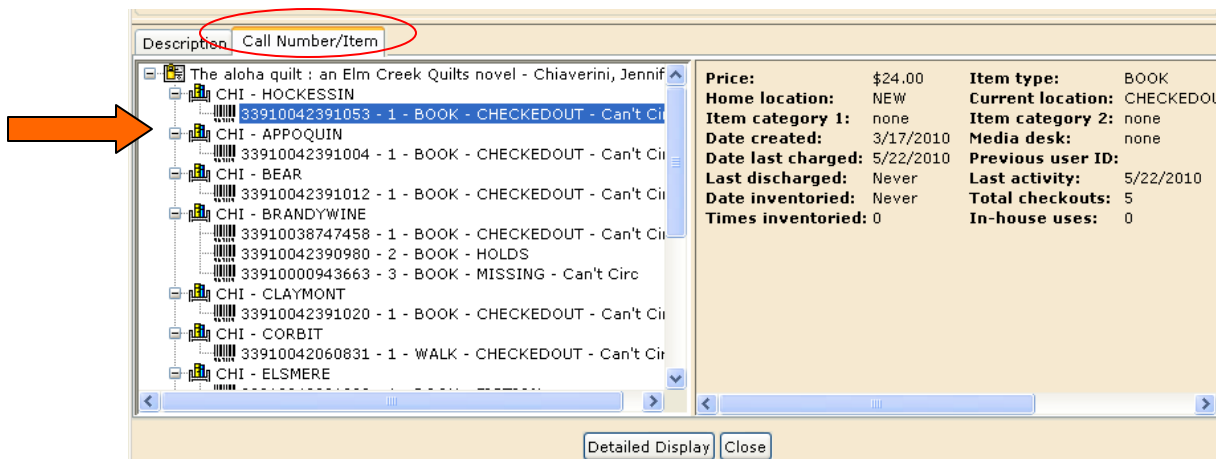 Description Call Number/Item
The aloha quilt : an Elm Creek Quilts novel - Chiaverini, Jennif
CHI - HOCKESSIN
33910042391053 - 1 - BOOK - CHECKEDOUT - Can't Ci
CHI - APPOQUIN
33910042391004 - 1 - BOOK - CHECKEDOUT - Can't Cir
CHI - BEAR
33910042391012 - 1 - BOOK - CHECKEDOUT - Can't Cir
CHI - BRANDYWINE
33910038747458 - 1 - BOOK - CHECKEDOUT - Can't Cir
33910042390980 - 2 - BOOK - HOLDS
33910000943663 - 3 - BOOK - MISSING - Can't Circ
CHI - CLAYMONT
33910042391020 - 1 - BOOK - CHECKEDOUT - Can't Cir
CHI - CORBIT
33910042060831 - 1 - WALK - CHECKEDOUT - Can't Cir
CHI - ELSMERE
Price: $24.00 Item type: BOOK
Home location: NEW Current location: CHECKEDOU
Item category 1: none Item category 2: none
Date created: 3/17/2010 Media desk: none
Date last charged: 5/22/2010 Previous user ID:
Last discharged: Never Last activity: 5/22/2010
Date inventoried: Never Total checkouts: 5
Times inventoried: 0 In-house uses: 0
Detailed Display Close